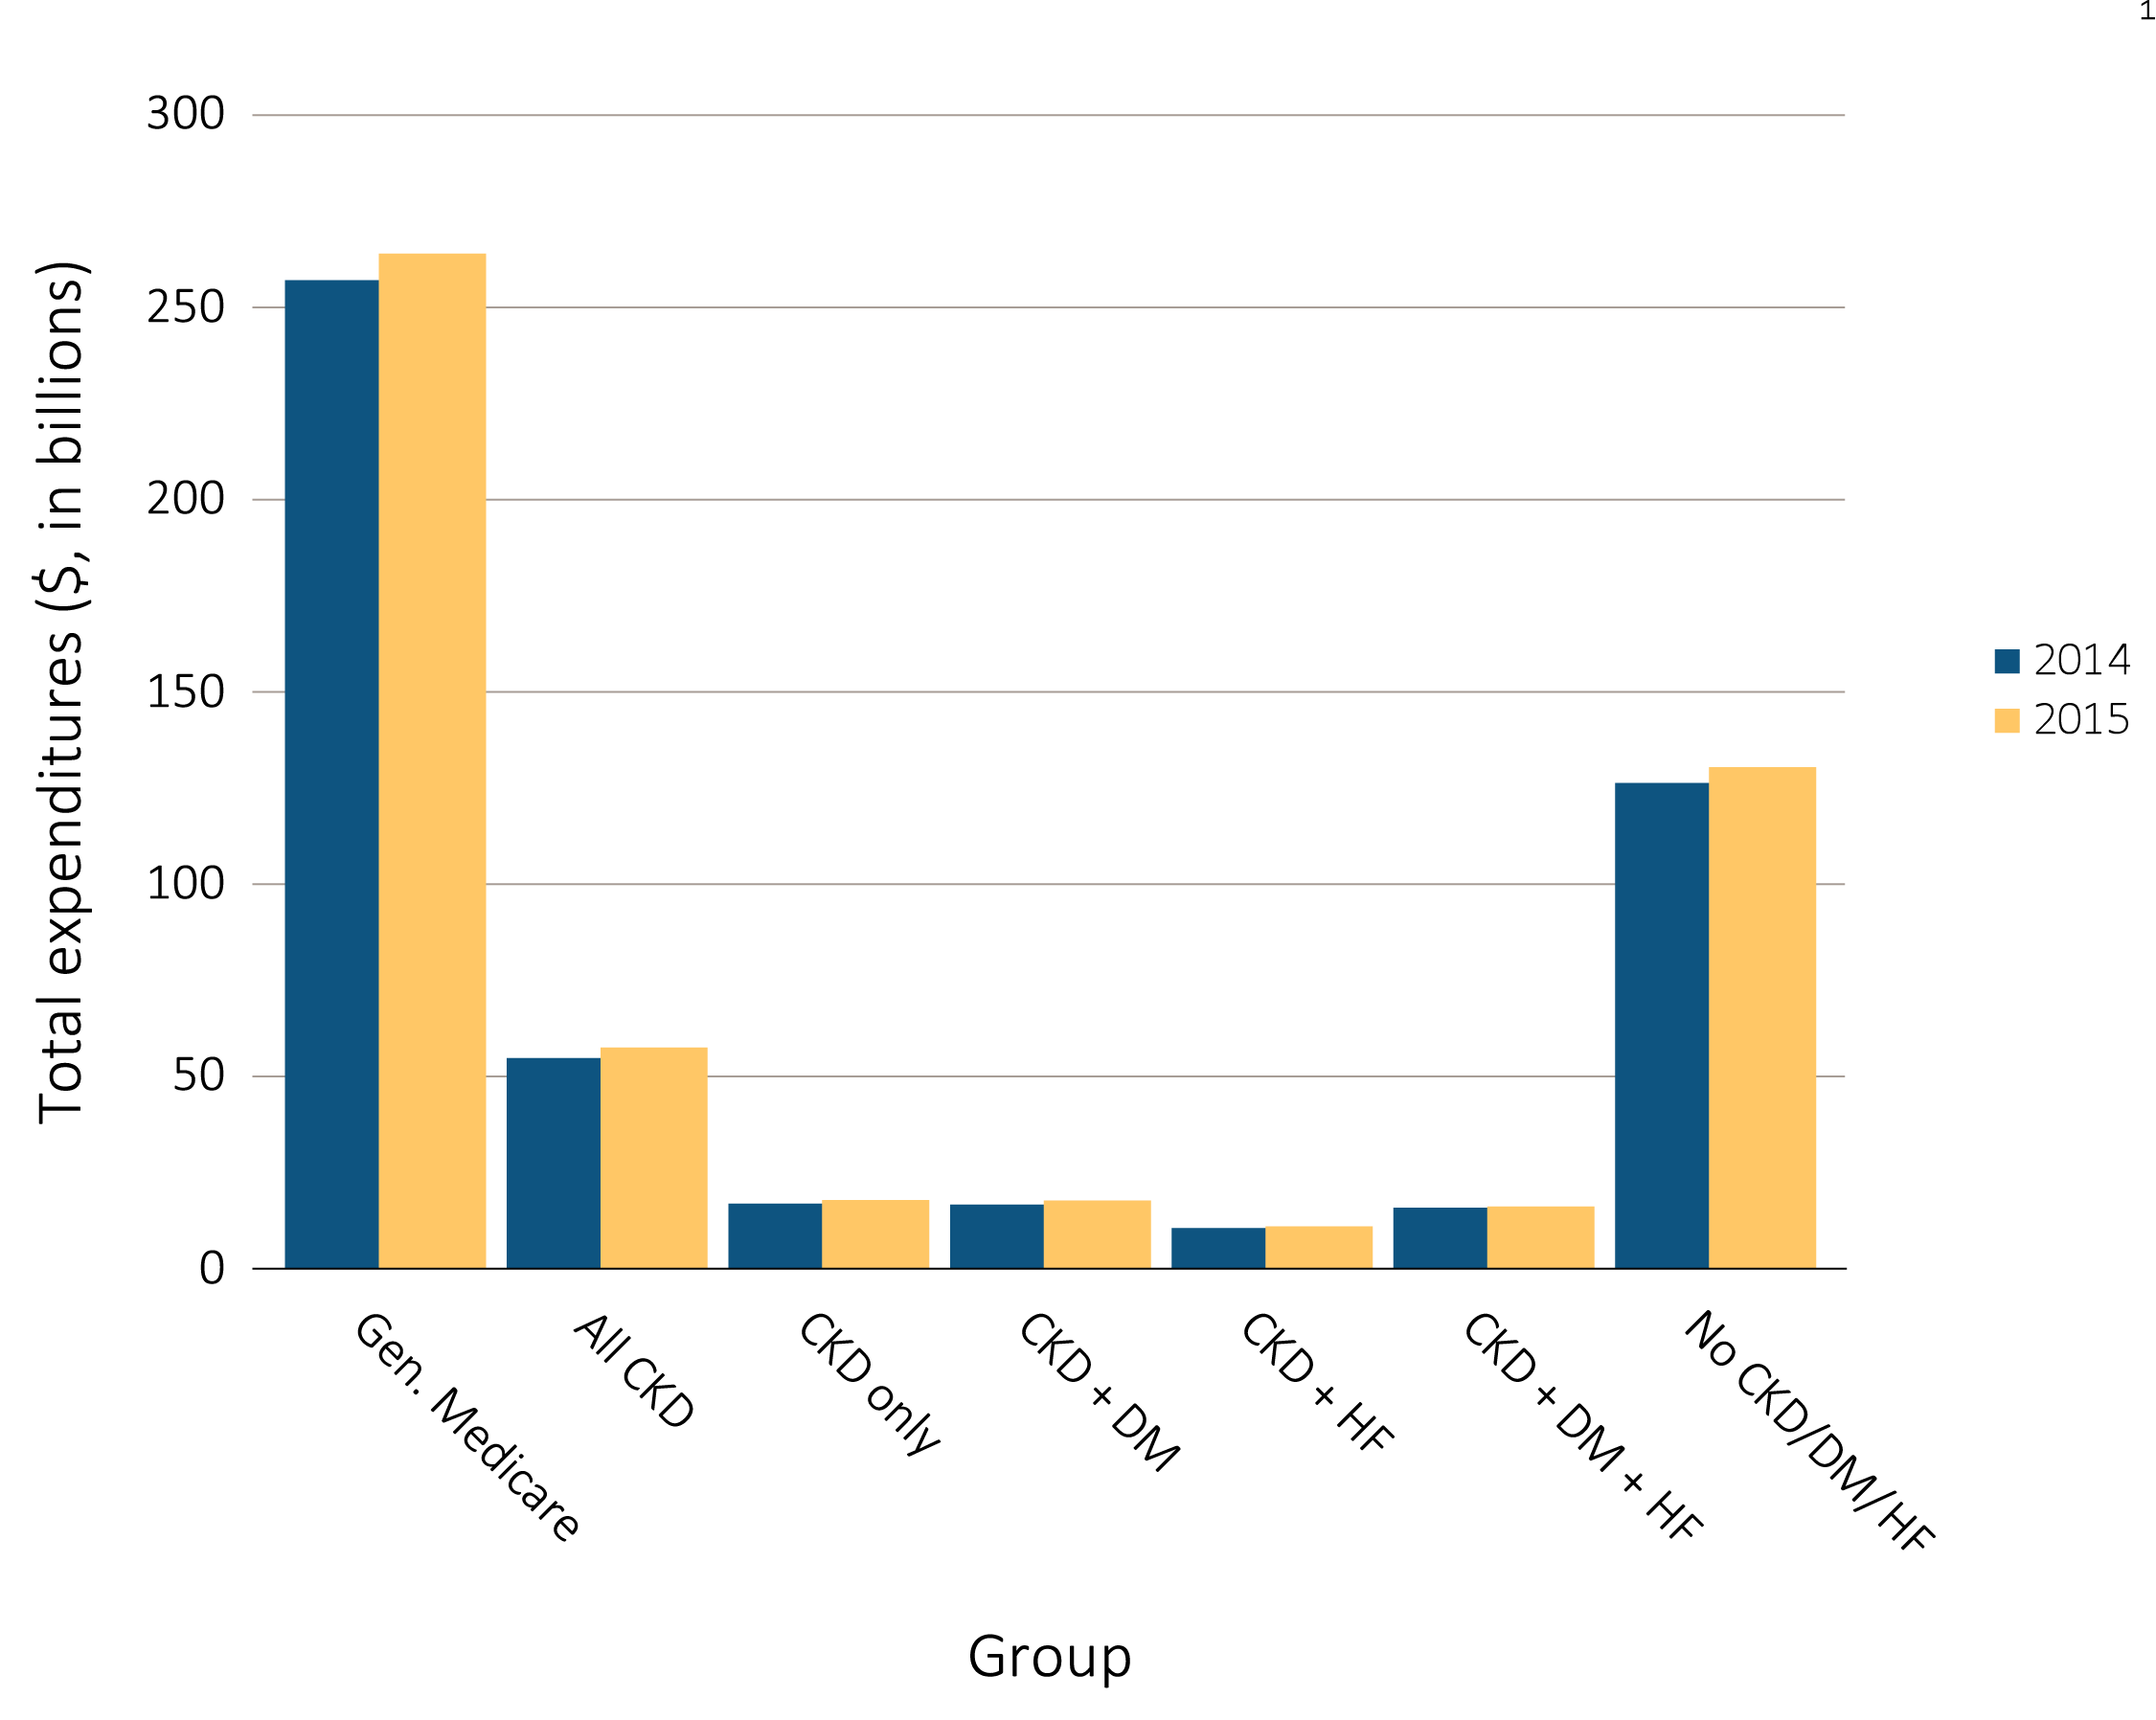 1
300
250
200
150
100
50
0
Total expenditures ($, in billions)
2014
2015
Gen. Medicare
All CKD
CKD only
CKD + DM
CKD + HF
CKD + DM + HF
No CKD/DM/HF
Group